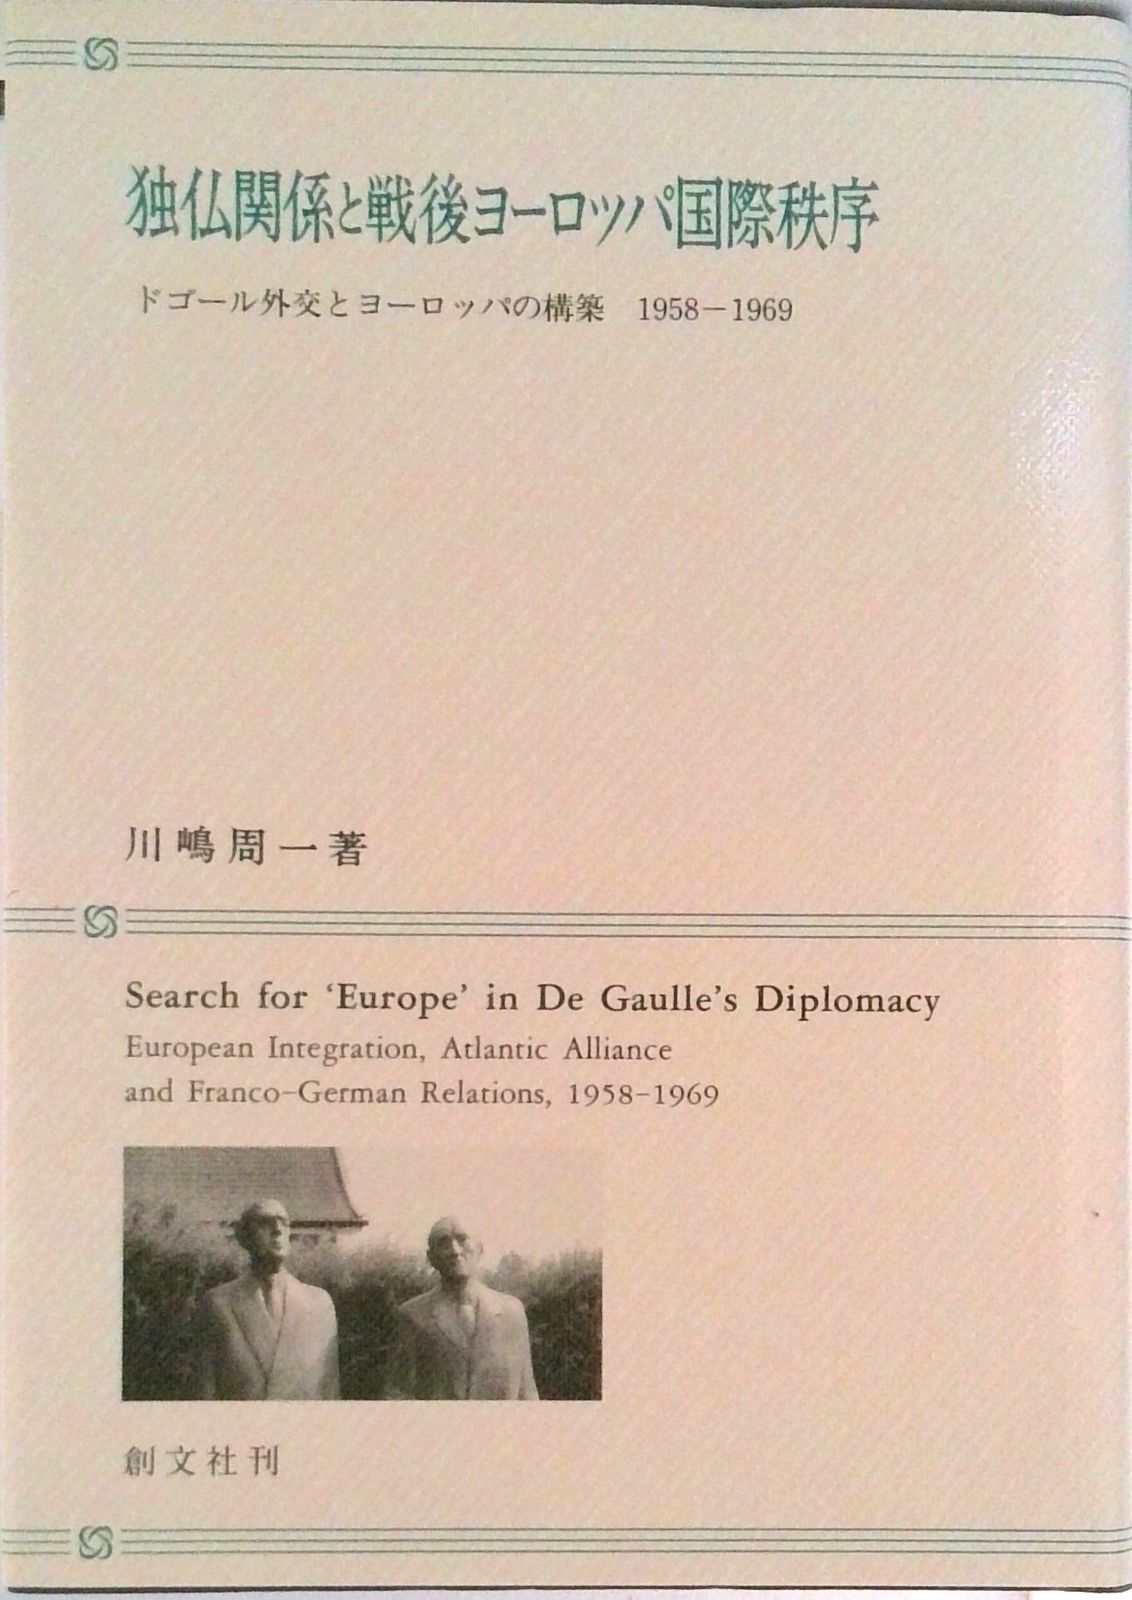 独仏関係と戦後ヨーロッパ国際秩序
ドゴール外交とヨーロッパの構築　1958－1969
川嶋周一著
Search for ‘Europe’ in De Gaulle’s Diplomacy
European Integration, Atlantic Alliance
and Franco–German Relations, 1958–1969
創文社刊